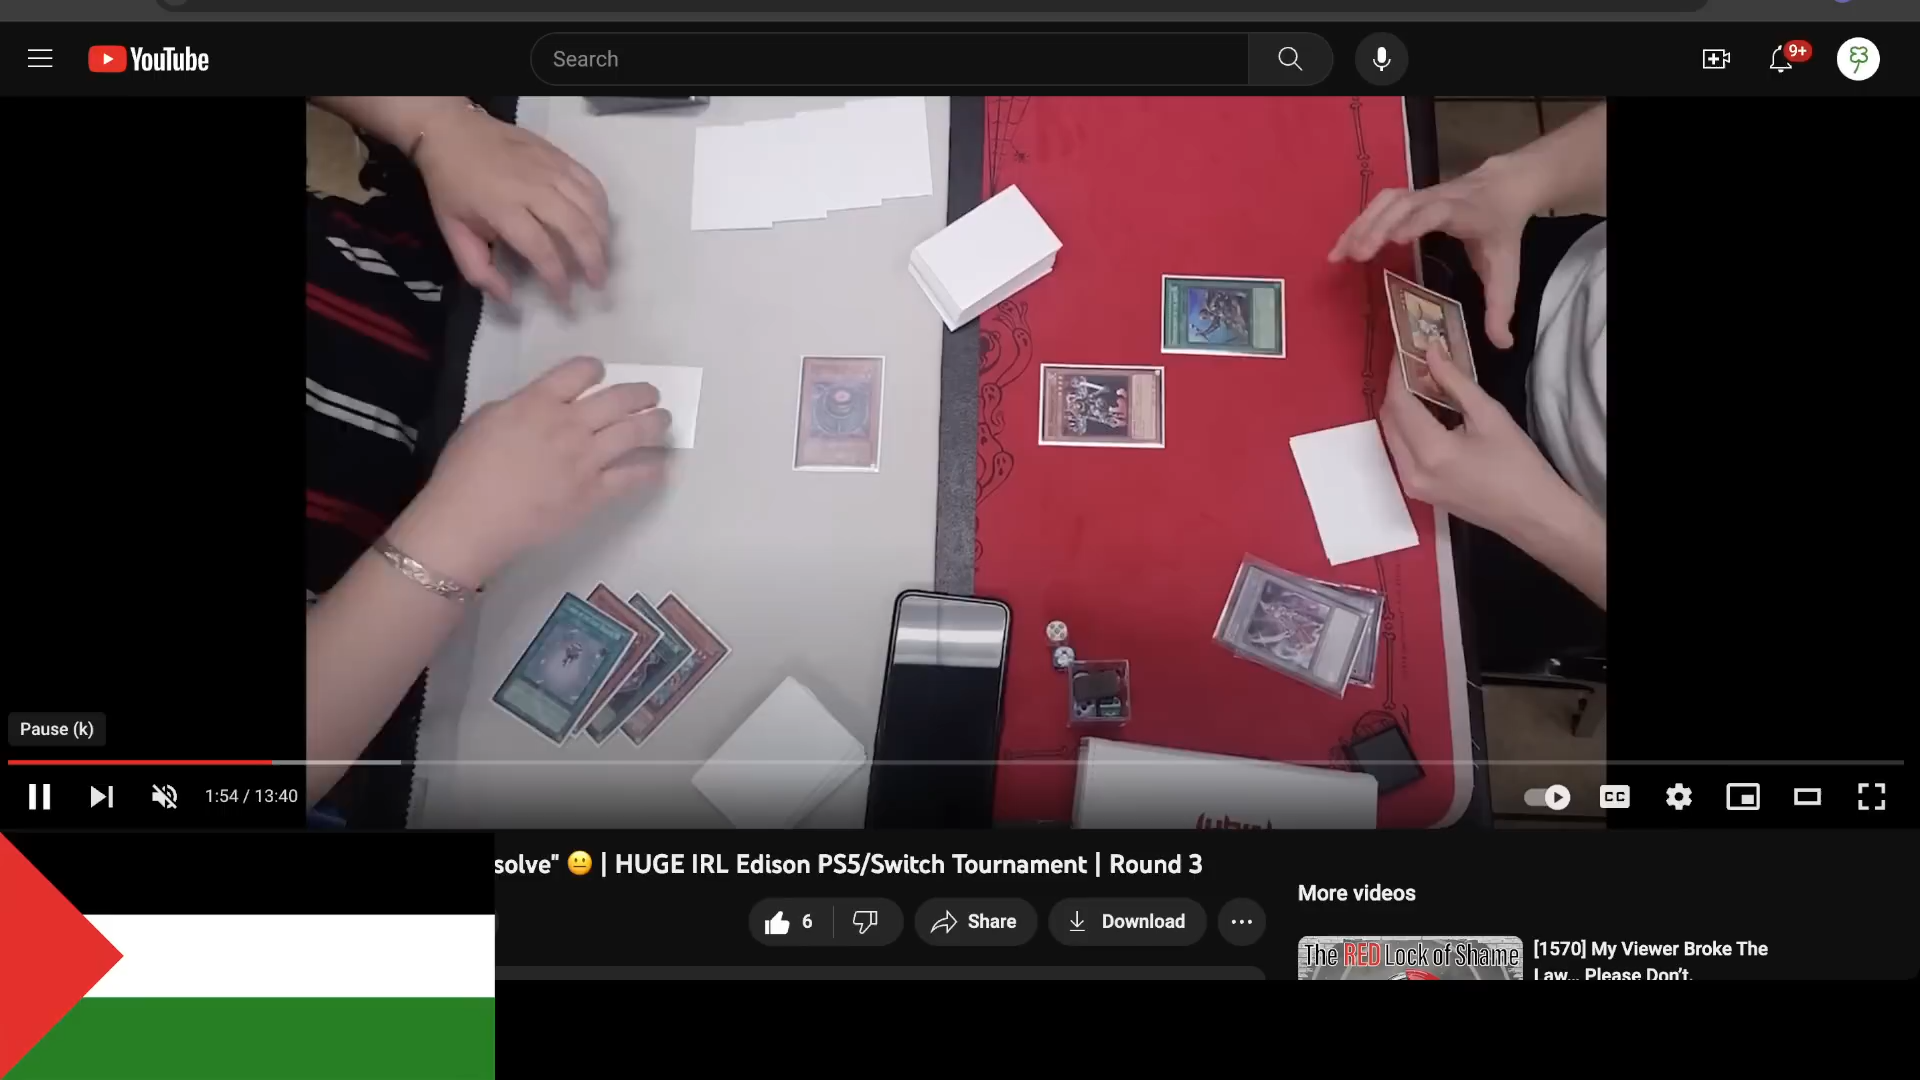 YouTube
Search
9+
Pause (k)
1:54 / 13:40
CC
solve" 😐 | HUGE IRL Edison PS5/Switch Tournament | Round 3
6
Share
Download
More videos
The RED Lock of Shame
[1570] My Viewer Broke The
Law... Please Don't.